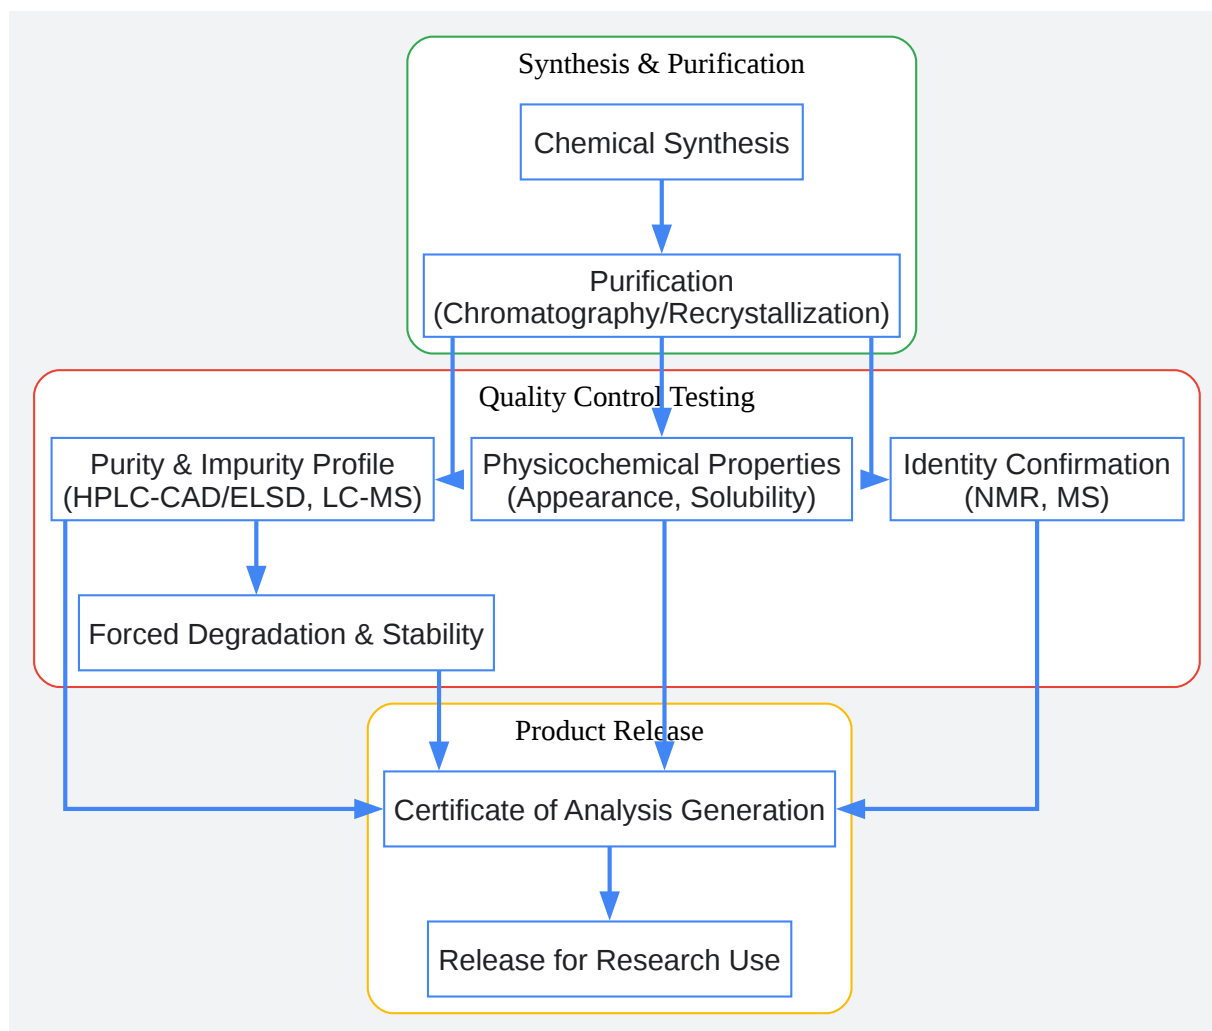 Synthesis & Purification
Chemical Synthesis
Purification
(Chromatography/Recrystallization)
Quality Control Testing
Purity & Impurity Profile
(HPLC-CAD/ELSD, LC-MS)
Physicochemical Properties
(Appearance, Solubility)
Identity Confirmation
(NMR, MS)
Forced Degradation & Stability
Product Release
Certificate of Analysis Generation
Release for Research Use